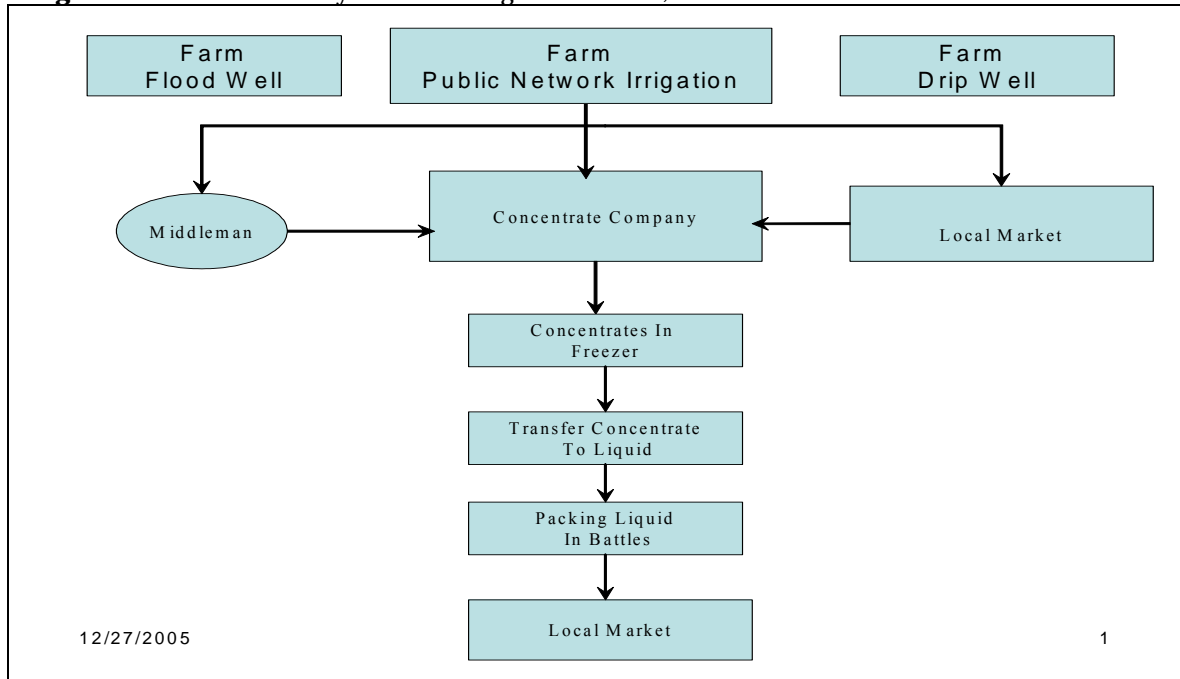 Farm
Flood Well
Farm
Public Network Irrigation
Farm
Drip Well
Middleman
Concentrate Company
Local Market
Concentrates In
Freezer
Transfer Concentrate
To Liquid
Packing Liquid
In Battles
Local Market
12/27/2005
1